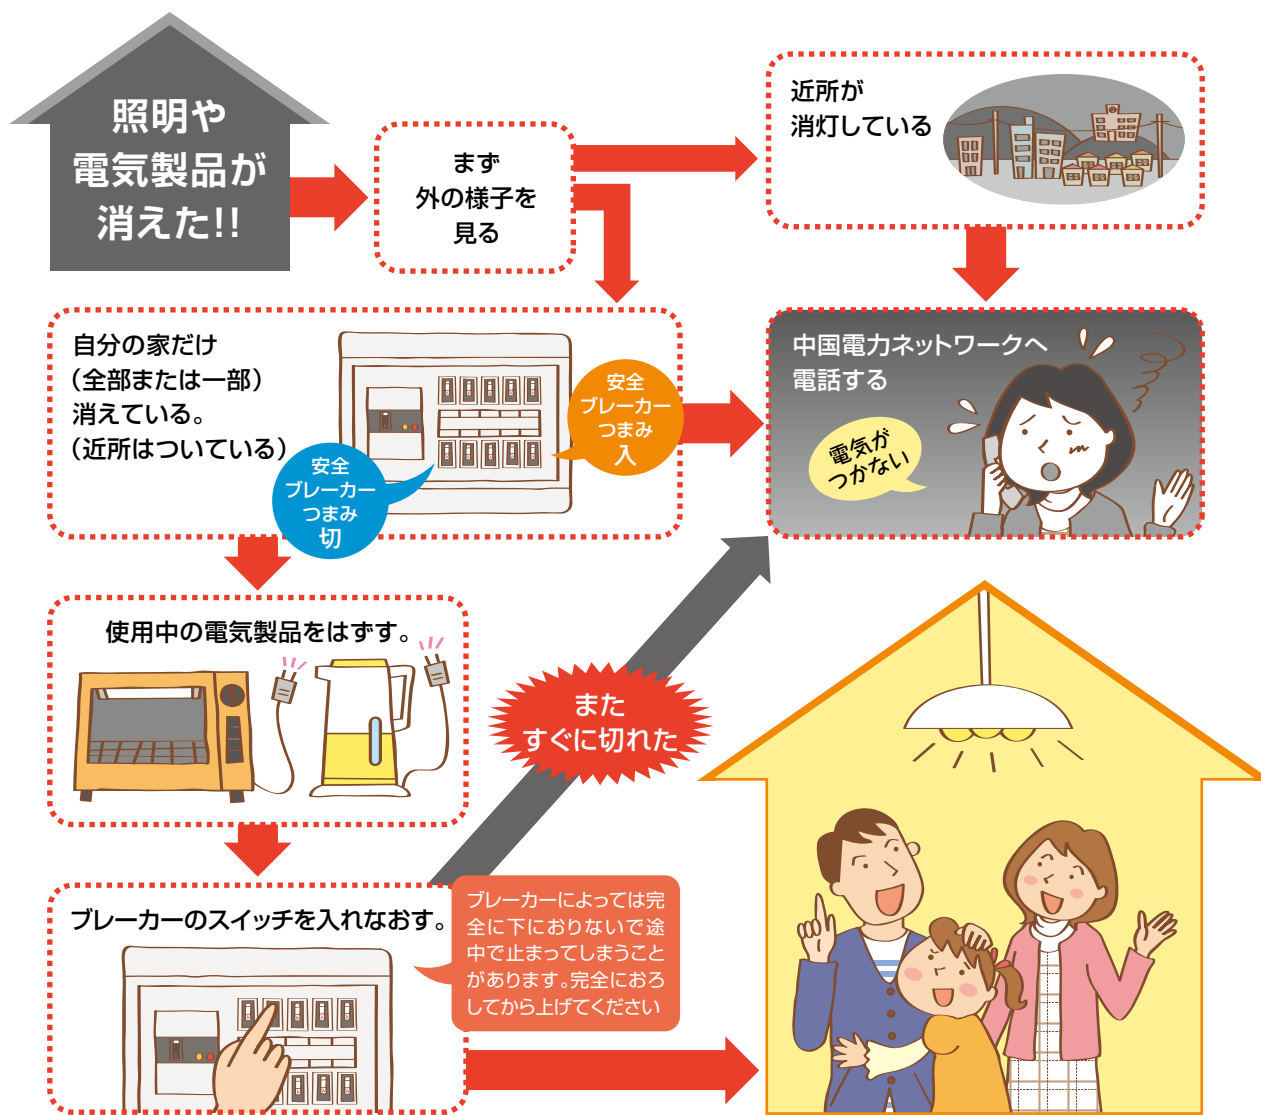 照明や
電気製品が
消えた!!
まず
外の様子を
見る
近所が
消灯している
自分の家だけ
（全部または一部）
消えている。
（近所はついている）
安全
ブレーカー
つまみ
入
安全
ブレーカー
つまみ
切
中国電力ネットワークへ
電話する
電気が
つかない
使用中の電気製品をはずす。
また
すぐに切れた
ブレーカーのスイッチを入れなおす。
ブレーカーによっては完
全に下におりないで途
中で止まってしまうこと
があります。完全におろ
してから上げてください